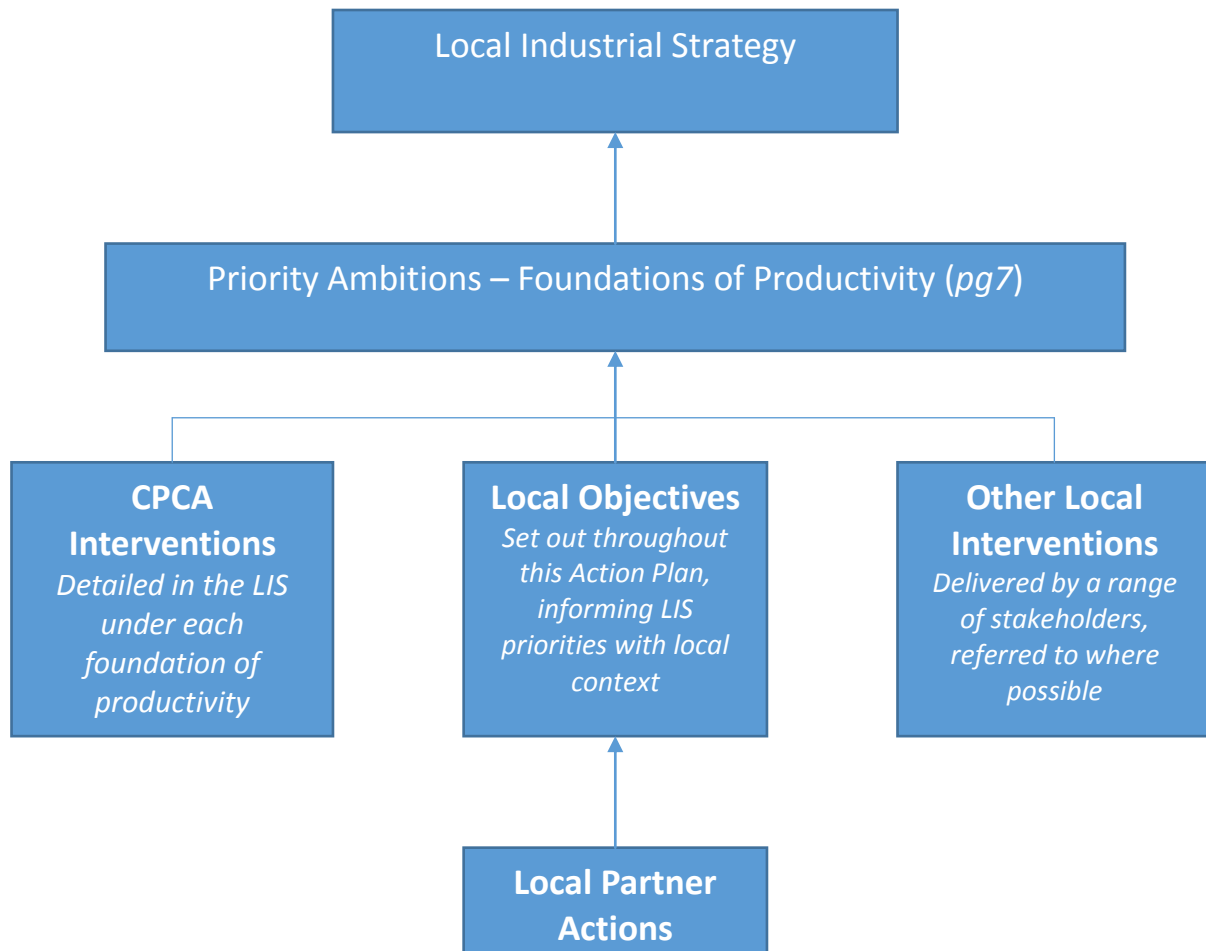 Local Industrial Strategy
Priority Ambitions – Foundations of Productivity (pg7)
CPCA
Interventions
Detailed in the LIS
under each
foundation of
productivity
Local Objectives
Set out throughout
this Action Plan,
informing LIS
priorities with local
context
Other Local
Interventions
Delivered by a range
of stakeholders,
referred to where
possible
Local Partner
Actions